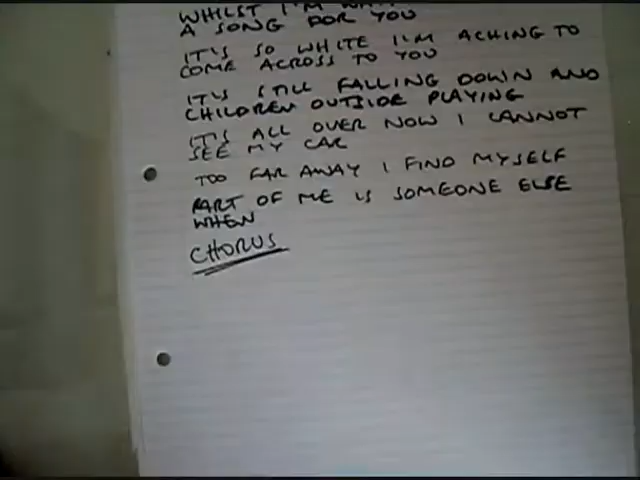 WHILST I'M
A SONG FOR YOU
IT'S SO WHITE I'M ACHING TO
COME ACROSS TO YOU
IT'S STILL FALLING DOWN AND
CHILDREN OUTSIDE PLAYING
IT'S ALL OVER NOW I CANNOT
SEE MY CAR
TOO FAR AWAY I FIND MYSELF
PART OF ME IS SOMEONE ELSE
WHEN
CHORUS